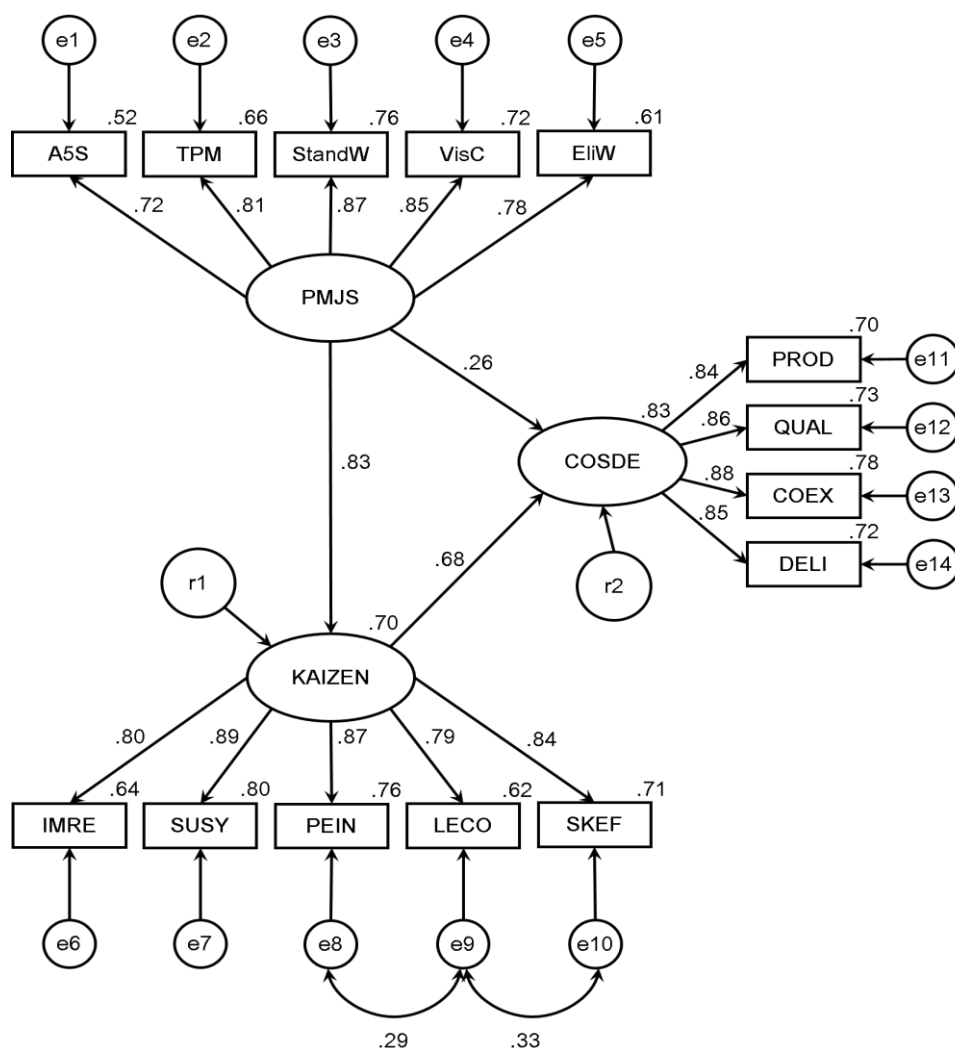 e1 e2 e3 e4 e5
.52 .66 .76 .72 .61
A5S TPM StandW VisC EliW
.72 .81 .87 .85 .78
PMJS
.70
PROD e11
.26 .84
.83 .86 .73
QUAL e12
COSDE
.83 .88 .78
COEX e13
.85 .72
DELI e14
.68
r1 r2
.70
KAIZEN
.80 .89 .87 .79 .84
.64 .80 .76 .62 .71
IMRE SUSY PEIN LECO SKEF
e6 e7 e8 e9 e10
.29 .33